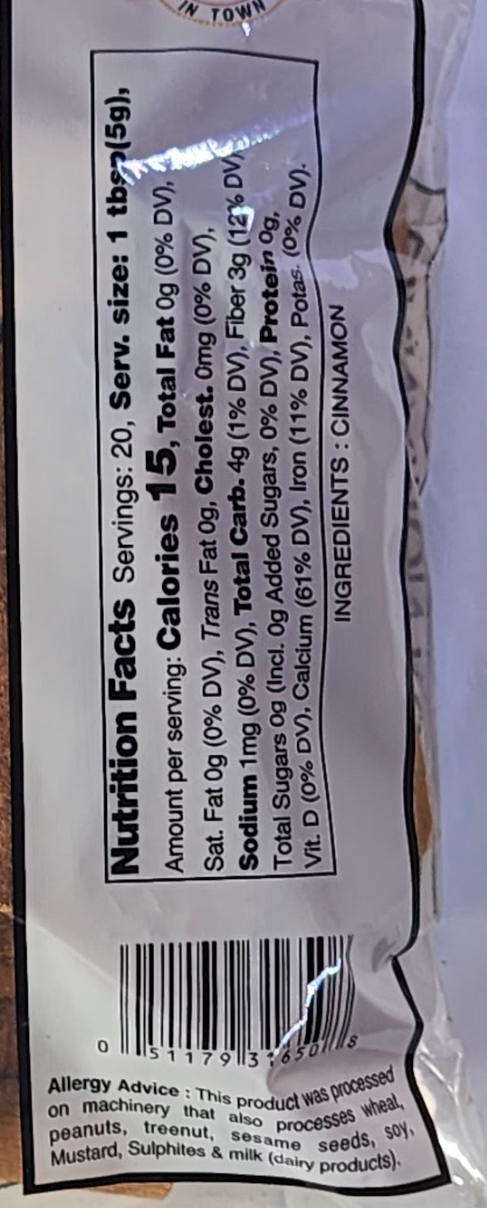 IN TOWN
Nutrition Facts Servings: 20, Serv. size: 1 tbsp(5g),
Amount per serving: Calories 15, Total Fat 0g (0% DV),
Sat. Fat 0g (0% DV), Trans Fat 0g, Cholest. 0mg (0% DV),
Sodium 1mg (0% DV), Total Carb. 4g (1% DV), Fiber 3g (12% DV),
Total Sugars 0g (Incl. 0g Added Sugars, 0% DV), Protein 0g,
Vit. D (0% DV), Calcium (61% DV), Iron (11% DV), Potas. (0% DV).
INGREDIENTS : CINNAMON
0 51179 31650 8
Allergy Advice : This product was processed
on machinery that also processes wheat,
peanuts, treenut, sesame seeds, soy,
Mustard, Sulphites & milk (dairy products).